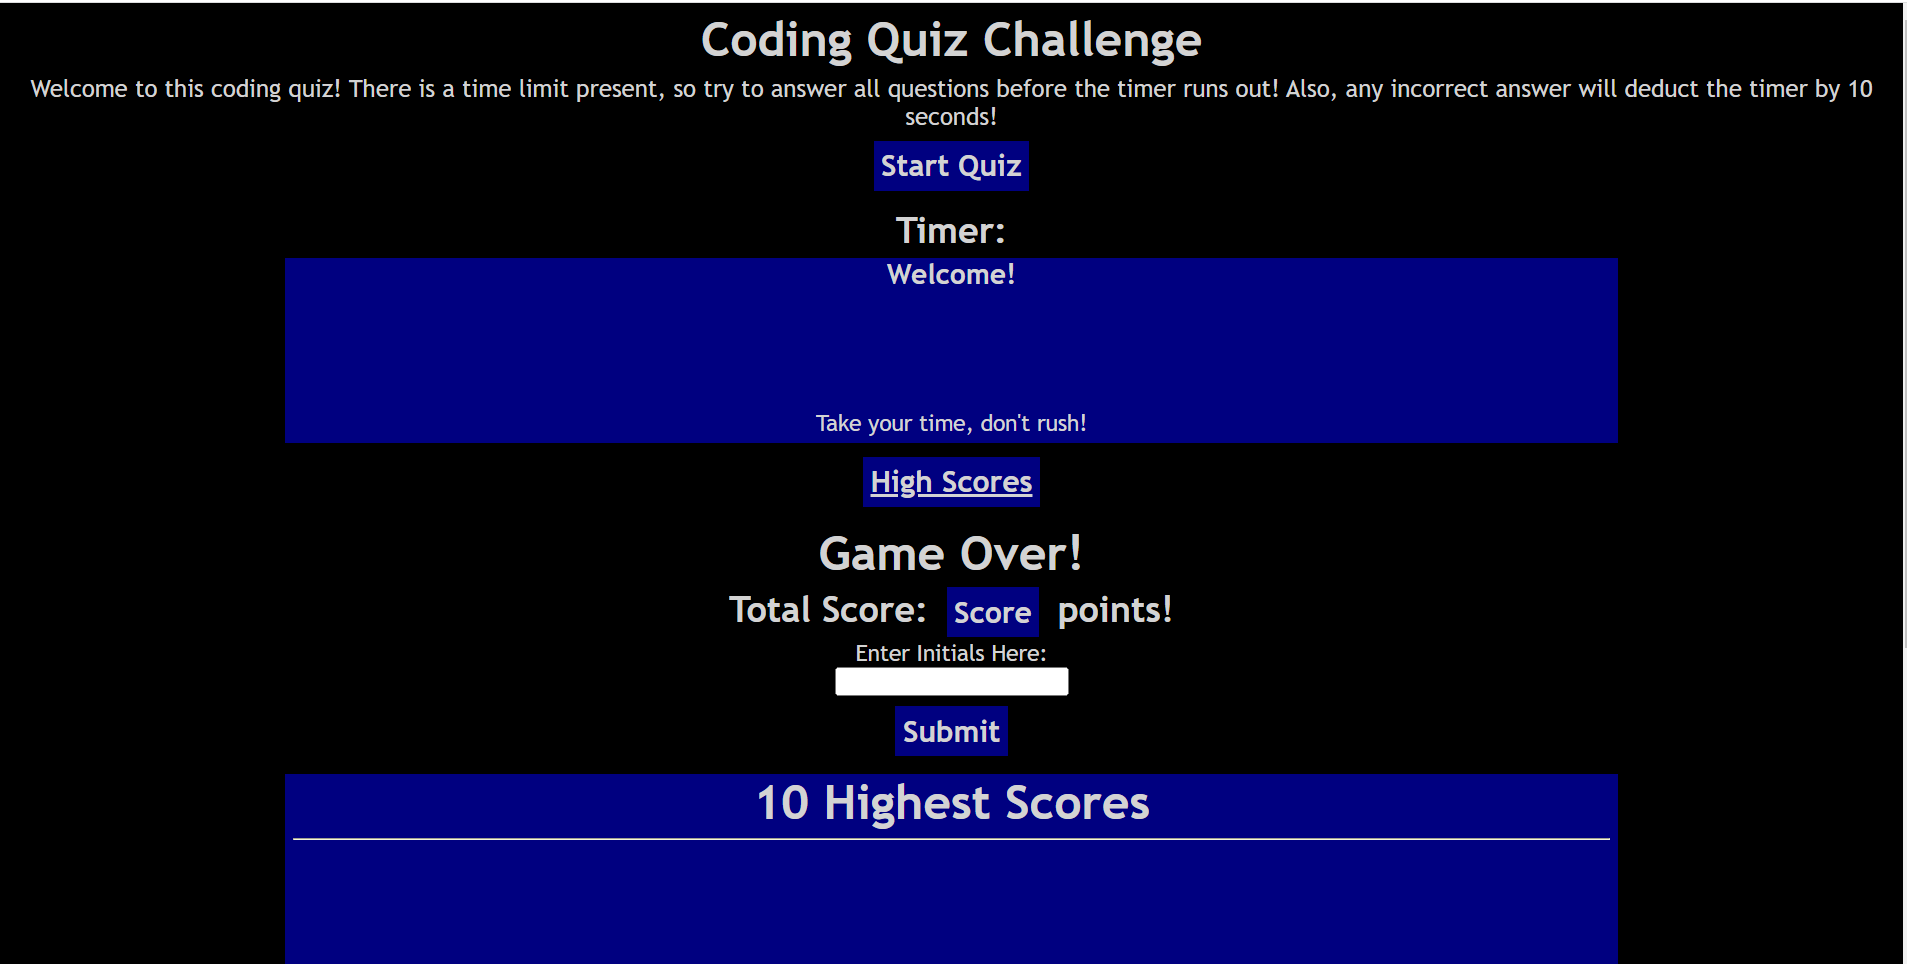 Coding Quiz Challenge
Welcome to this coding quiz! There is a time limit present, so try to answer all questions before the timer runs out! Also, any incorrect answer will deduct the timer by 10
seconds!
Start Quiz
Timer:
Welcome!
Take your time, don't rush!
High Scores
Game Over!
Total Score: Score points!
Enter Initials Here:
Submit
10 Highest Scores